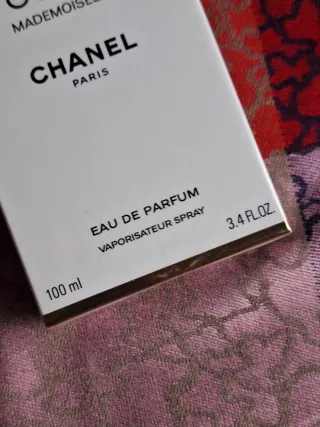 MADEMOISELLE
CHANEL
PARIS
EAU DE PARFUM
VAPORISATEUR SPRAY
100 ml
3.4 FL.OZ.